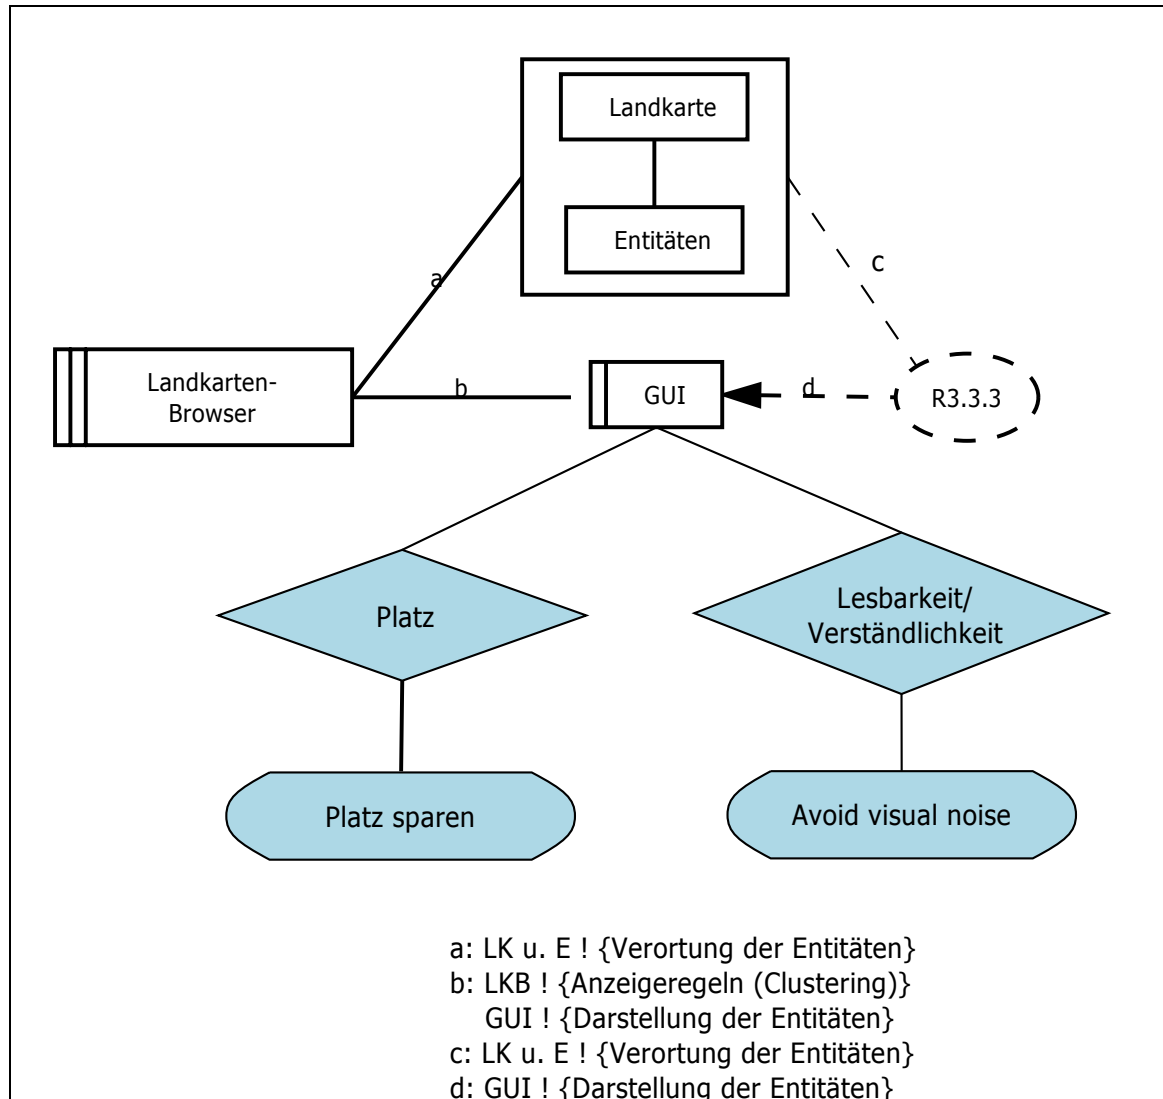 Landkarte
Entitäten
a
c
Landkarten-
Browser
b
GUI
d
R3.3.3
Platz
Lesbarkeit/
Verständlichkeit
Platz sparen
Avoid visual noise
a: LK u. E ! {Verortung der Entitäten}
b: LKB ! {Anzeigeregeln (Clustering)}
GUI ! {Darstellung der Entitäten}
c: LK u. E ! {Verortung der Entitäten}
d: GUI ! {Darstellung der Entitäten}